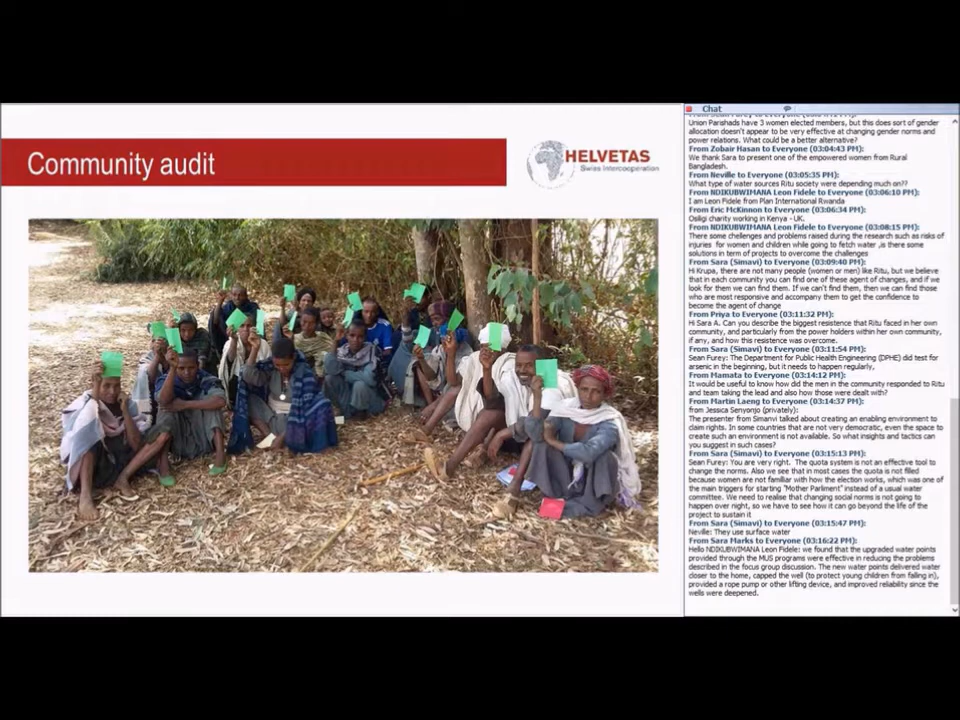 Community audit
HELVETAS
Swiss Intercooperation
Chat
Union Parishads have 3 women elected members, but this does sort of gender
allocation doesn't appear to be very effective at changing gender norms and
power relations. What could be a better alternative?
From Zobair Hasan to Everyone (03:04:43 PM):
We thank Sara to present one of the empowered women from Rural
Bangladesh.
From Neville to Everyone (03:05:35 PM):
What type of water sources Ritu society were depending much on??
From NDIKUBWIMANA Leon Fidele to Everyone (03:06:10 PM):
I am Leon Fidele from Plan International Rwanda
From Eric McKinnon to Everyone (03:06:34 PM):
Osiligi charity working in Kenya - UK.
From NDIKUBWIMANA Leon Fidele to Everyone (03:08:15 PM):
There some chellenges and problems raised during the research such as risks of
injuries for women and children while going to fetch water ,is there some
solutions in term of projects to overcome the challenges
From Sara (Simavi) to Everyone (03:09:40 PM):
Hi Krupa, there are not many people (women or men) like Ritu, but we believe
that in each community you can find one of these agent of changes, and if we
look for them we can find them. If we can't find them, then we can find those
who are most responsive and accompany them to get the confidence to
become the agent of change
From Priya to Everyone (03:11:32 PM):
Hi Sara A. Can you describe the biggest resistence that Ritu faced in her own
community, and particularly from the power holders within her own community,
if any, and how this resistence was overcome.
From Sara (Simavi) to Everyone (03:11:54 PM):
Sean Furey: The Department for Public Health Engineering (DPHE) did test for
arsenic in the beginning, but it needs to happen regularly,
From Mamata to Everyone (03:14:12 PM):
It would be useful to know how did the men in the community responded to Ritu
and team taking the lead and also how those were dealt with?
From Martin Laeng to Everyone (03:14:37 PM):
from Jessica Senyonjo (privately):
The presenter from Simanvi talked about creating an enabling environment to
claim rights. In some countries that are not very democratic, even the space to
create such an environment is not available. So what insights and tactics can
you suggest in such cases?
From Sara (Simavi) to Everyone (03:15:13 PM):
Sean Furey: You are very right. The quota system is not an effective tool to
change the norms. Also we see that in most cases the quota is not filled
because women are not familiar with how the election works, which was one of
the main triggers for starting "Mother Parliment" instead of a usual water
committee. We need to realise that changing social norms is not going to
happen over night, so we have to see how it can go beyond the life of the
project to sustain it
From Sara (Simavi) to Everyone (03:15:47 PM):
Neville: They use surface water
From Sara Marks to Everyone (03:16:22 PM):
Hello NDIKUBWIMANA Leon Fidele: we found that the upgraded water points
provided through the MUS programs were effective in reducing the problems
described in the focus group discussion. The new water points delivered water
closer to the home, capped the well (to protect young children from falling in),
provided a rope pump or other lifting device, and improved reliability since the
wells were deepened.